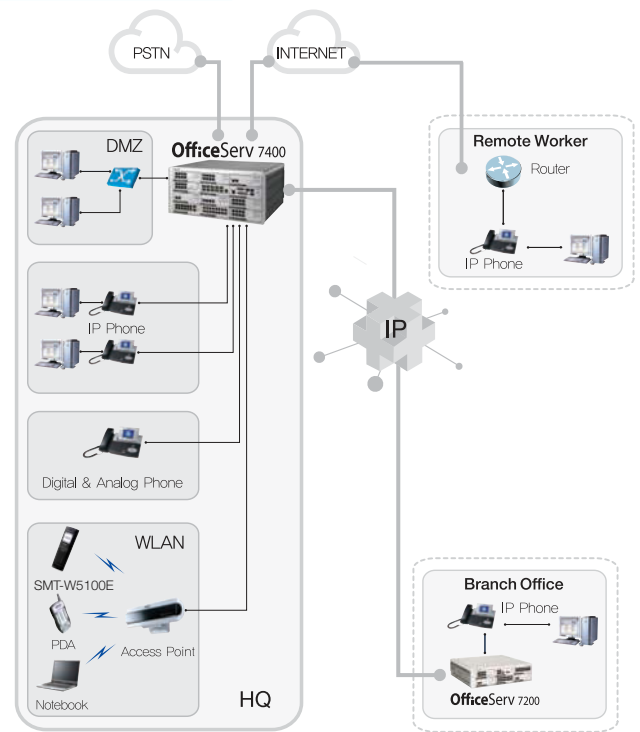 PSTN
INTERNET
DMZ
OfficeServ 7400
Remote Worker
Router
IP Phone
IP Phone
IP
Digital & Analog Phone
WLAN
SMT-W5100E
PDA
Access Point
Notebook
HQ
Branch Office
IP Phone
OfficeServ 7200